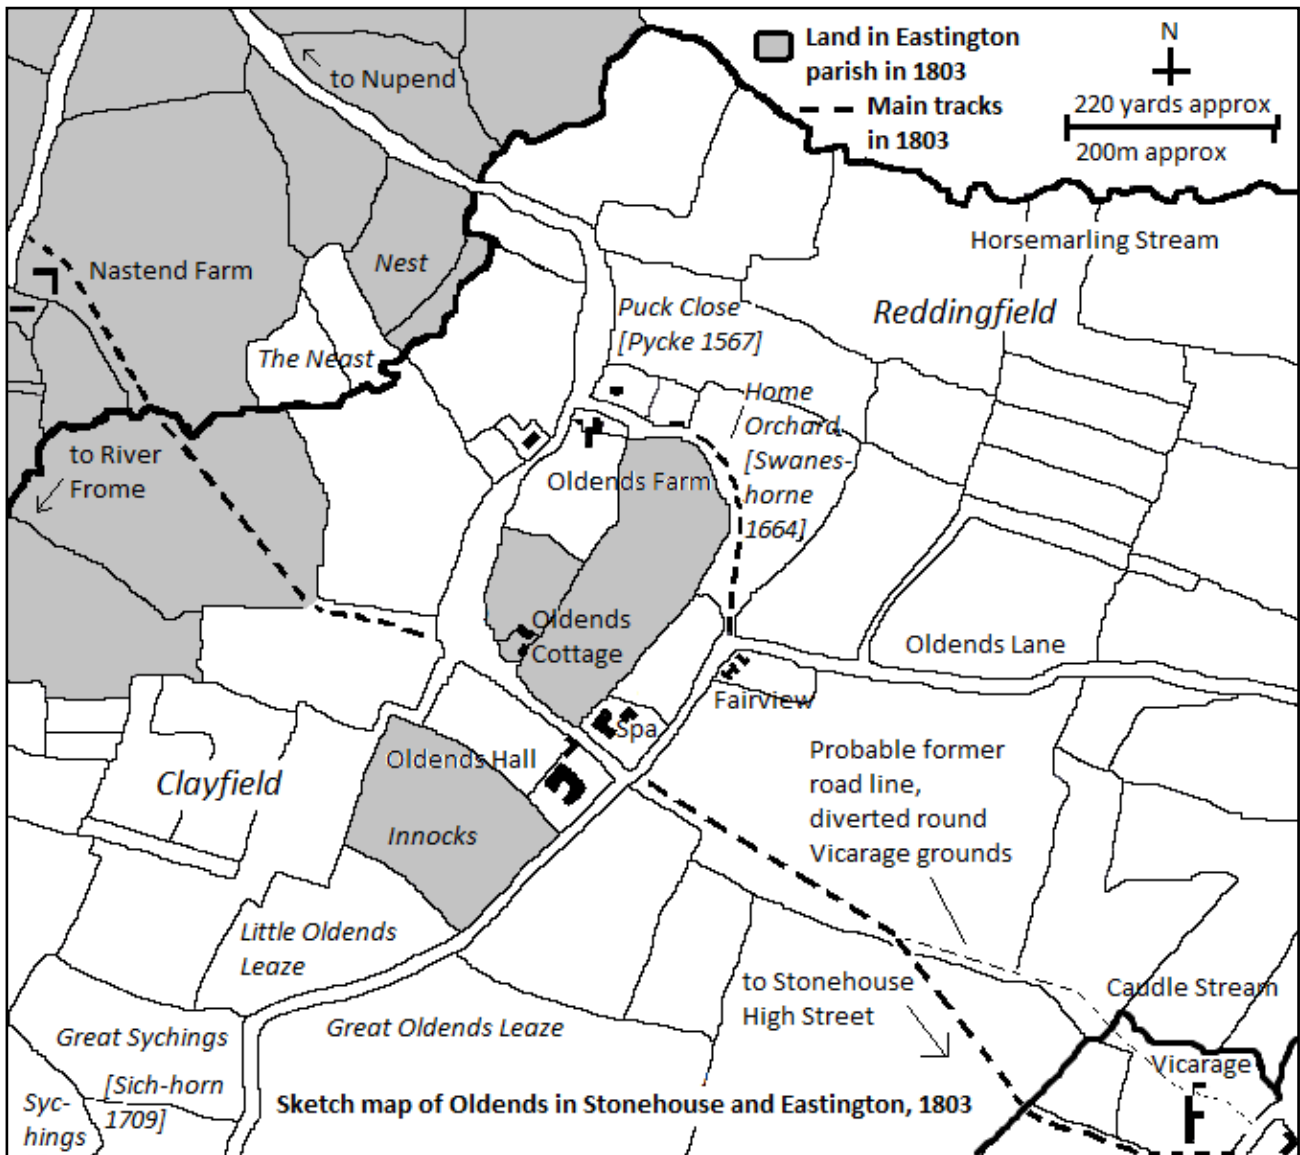 Land in Eastington
parish in 1803
Main tracks
in 1803
N
220 yards approx
200m approx
to Nupend
Horsemarling Stream
Nastend Farm
Nest
Puck Close
[Pycke 1567]
Reddingfield
The Neast
Home
Orchard
[Swanes-
horne
1664]
to River
Frome
Oldends Farm
Oldends
Cottage
Oldends Lane
Fairview
Spa
Oldends Hall
Clayfield
Innocks
Probable former
road line,
diverted round
Vicarage grounds
Little Oldends
Leaze
to Stonehouse
High Street
Caudle Stream
Great Sychings
Great Oldends Leaze
Vicarage
[Sich-horn
1709]
Syc-
hings
Sketch map of Oldends in Stonehouse and Eastington, 1803